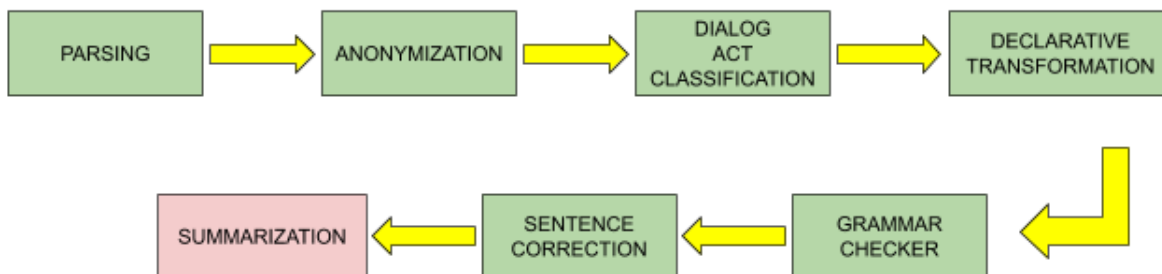 PARSING
ANONYMIZATION
DIALOG
ACT
CLASSIFICATION
DECLARATIVE
TRANSFORMATION
GRAMMAR
CHECKER
SENTENCE
CORRECTION
SUMMARIZATION